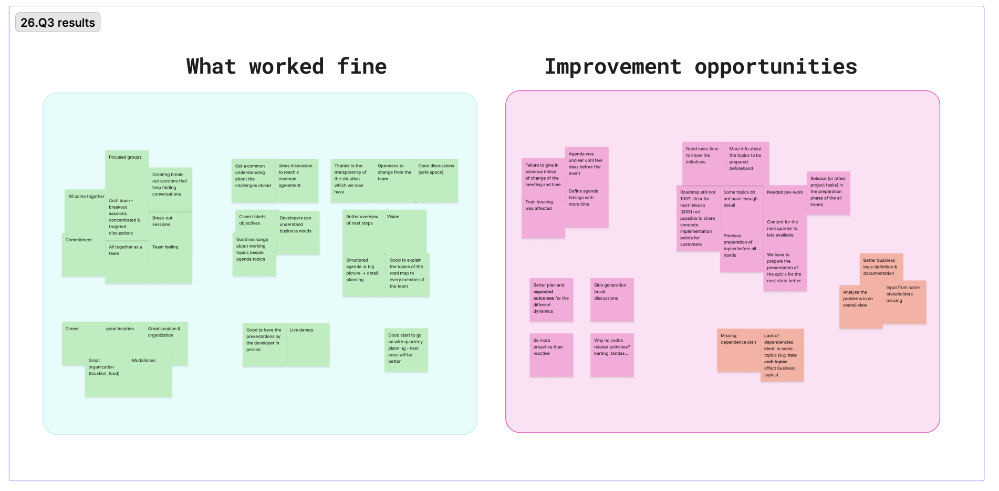 26.Q3 results
What worked fine
Focused groups
Creating break-
out sessions that
help folding
conversations
All come together
Arch team -
breakout
sessions
concentrated &
targeted
discussions
Break-out
sessions
Commitment
All together as a
team
Team feeling
Get a common
understanding
about the
challenges ahead
Ideas discussion
to reach a
common
agreement
Thanks to the
transparency of
the situation
which we now
have
Openness to
change from the
team
Open discussions
(safe space)
Clean tickets
objectives
Developers can
understand
business needs
Good exchange
about working
topics beside
agenda topics
Better overview
of next steps
Vision
Structured
agenda => big
picture -> detail
planning
Good to explain
the topics of the
road map to
every member of
the team
Dinner
great location
Great location &
organization
Great
organization
(location, food)
Medallones
Good to have the
presentations by
the developer in
person
Live demos
Good start to go
on with quarterly
planning - next
ones will be
better
Improvement opportunities
Failure to give in
advance notice
of change of the
meeting and time
Agenda was
unclear until few
days before the
event
Train booking
was affected
Define agenda
timings with
more time
Need more time
to know the
initiatives
More info about
the topics to be
prepared
beforehand
Release (or other
project tasks) in
the preparation
phase of the all
hands
Roadmap still not
100% clear for
next release
(Q33) not
possible to share
concrete
implementation
points for
customers
Some topics do
not have enough
detail
Needed pre-work
Content for the
next quarter to
late available
Previous
preparation of
topics before all
hands
We have to
prepare the
presentation of
the epic's for the
next state better
Better business
logic definition &
documentation
Analyse the
problems in an
overall view
Input from some
stakeholders
missing
Better plan and
expected
outcomes for the
different
dynamics
Side generation
break
discussions
Be more
proactive than
reactive
Why no vodka
related activities?
karting, tandas...
Missing
dependence plan
Lack of
dependencies
ident. in some
topics (e.g. how
arch topics
affect business
topics)